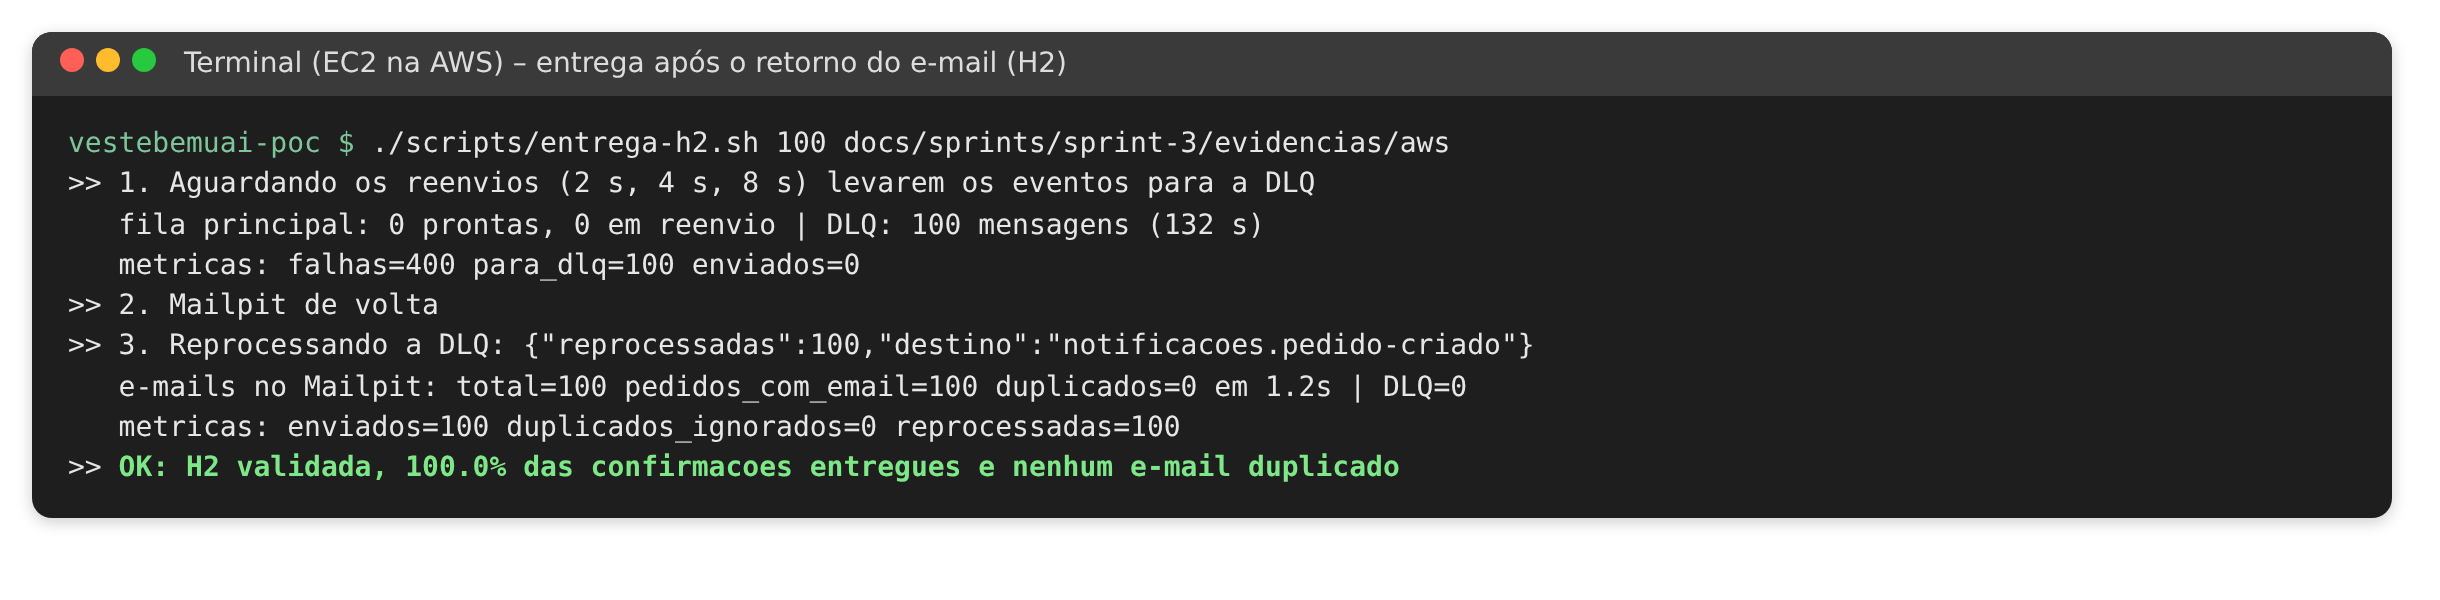 Terminal (EC2 na AWS) – entrega após o retorno do e-mail (H2)
vestebemuai-poc $ ./scripts/entrega-h2.sh 100 docs/sprints/sprint-3/evidencias/aws
>> 1. Aguardando os reenvios (2 s, 4 s, 8 s) levarem os eventos para a DLQ
fila principal: 0 prontas, 0 em reenvio | DLQ: 100 mensagens (132 s)
metricas: falhas=400 para_dlq=100 enviados=0
>> 2. Mailpit de volta
>> 3. Reprocessando a DLQ: {"reprocessadas":100,"destino":"notificacoes.pedido-criado"}
e-mails no Mailpit: total=100 pedidos_com_email=100 duplicados=0 em 1.2s | DLQ=0
metricas: enviados=100 duplicados_ignorados=0 reprocessadas=100
>> OK: H2 validada, 100.0% das confirmacoes entregues e nenhum e-mail duplicado